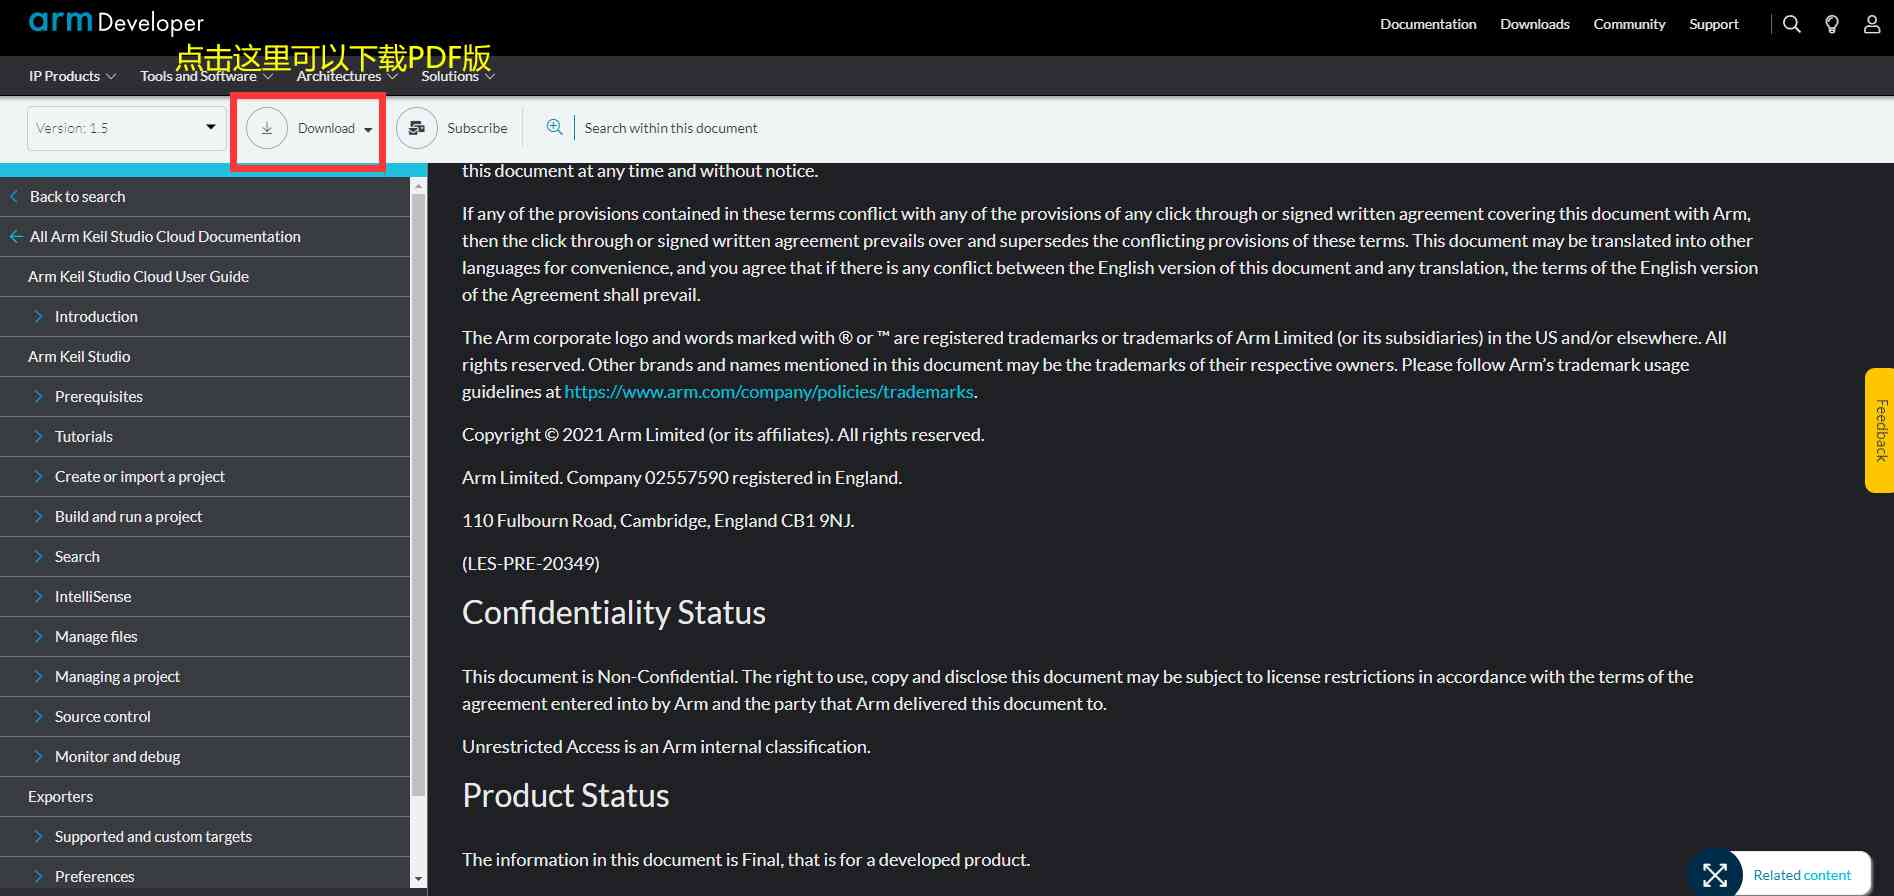 arm Developer
Documentation Downloads Community Support
点击这里可以下载PDF版
IP Products Tools and Software Architectures Solutions
Version: 1.5
Download
Subscribe
Search within this document
Back to search
All Arm Keil Studio Cloud Documentation
Arm Keil Studio Cloud User Guide
Introduction
Arm Keil Studio
Prerequisites
Tutorials
Create or import a project
Build and run a project
Search
IntelliSense
Manage files
Managing a project
Source control
Monitor and debug
Exporters
Supported and custom targets
Preferences
this document at any time and without notice.
If any of the provisions contained in these terms conflict with any of the provisions of any click through or signed written agreement covering this document with Arm,
then the click through or signed written agreement prevails over and supersedes the conflicting provisions of these terms. This document may be translated into other
languages for convenience, and you agree that if there is any conflict between the English version of this document and any translation, the terms of the English version
of the Agreement shall prevail.
The Arm corporate logo and words marked with ® or ™ are registered trademarks or trademarks of Arm Limited (or its subsidiaries) in the US and/or elsewhere. All
rights reserved. Other brands and names mentioned in this document may be the trademarks of their respective owners. Please follow Arm’s trademark usage
guidelines at https://www.arm.com/company/policies/trademarks.
Copyright © 2021 Arm Limited (or its affiliates). All rights reserved.
Arm Limited. Company 02557590 registered in England.
110 Fulbourn Road, Cambridge, England CB1 9NJ.
(LES-PRE-20349)
Confidentiality Status
This document is Non-Confidential. The right to use, copy and disclose this document may be subject to license restrictions in accordance with the terms of the
agreement entered into by Arm and the party that Arm delivered this document to.
Unrestricted Access is an Arm internal classification.
Product Status
The information in this document is Final, that is for a developed product.
Feedback
Related content